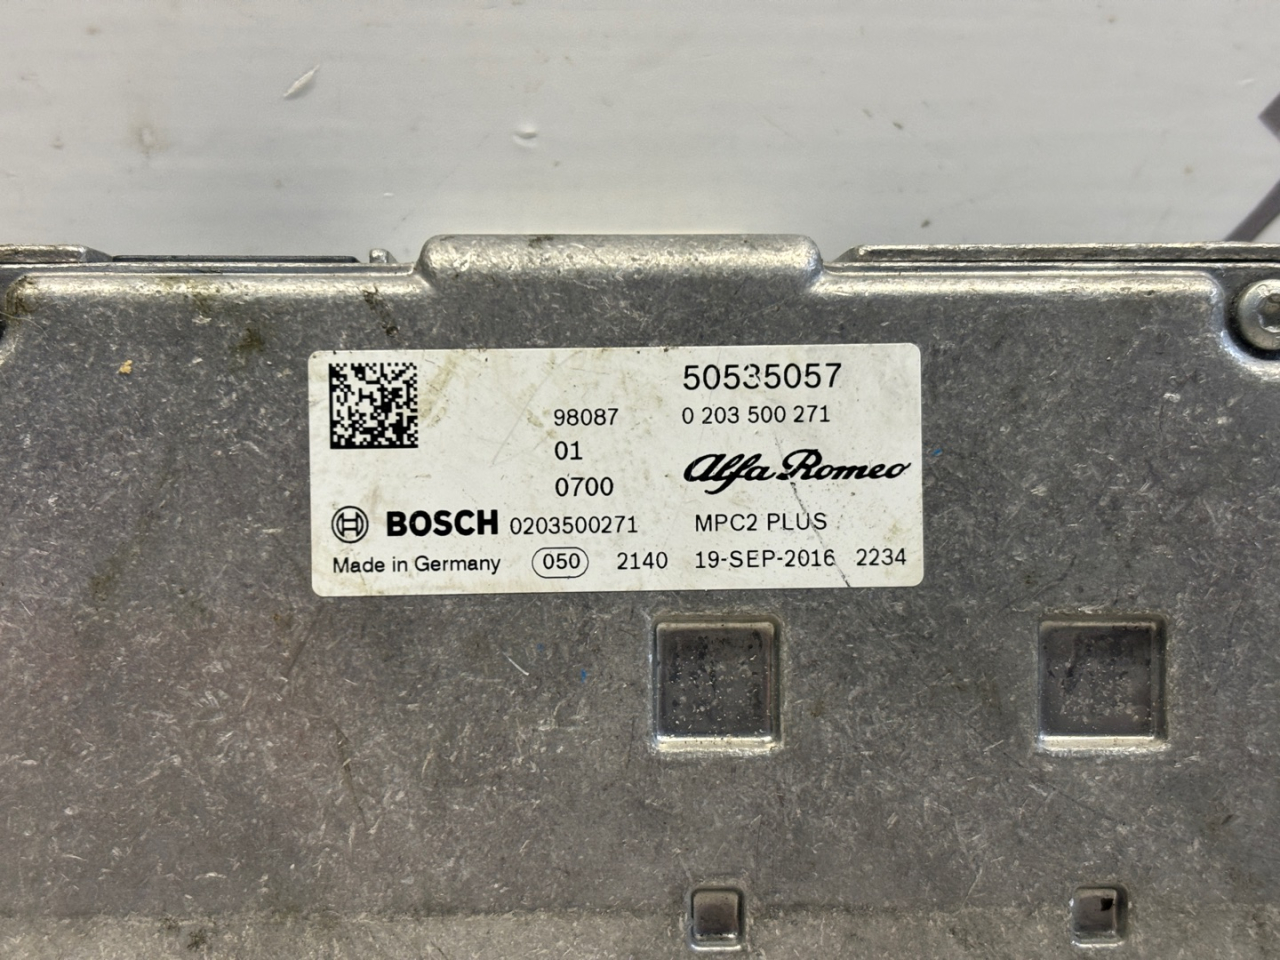 50535057
98087 0 203 500 271
01
Alfa Romeo
0700
BOSCH 0203500271 MPC2 PLUS
Made in Germany 050 2140 19-SEP-2016 2234